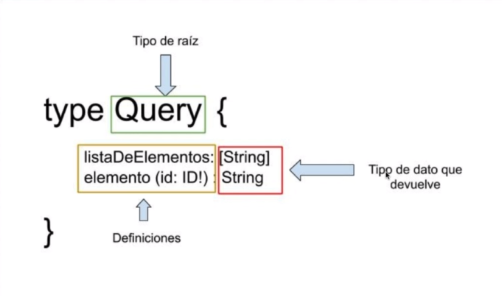 Tipo de raíz
type Query {
listaDeElementos: [String]
elemento (id: ID!) : String
Tipo de dato que
devuelve
}
Definiciones